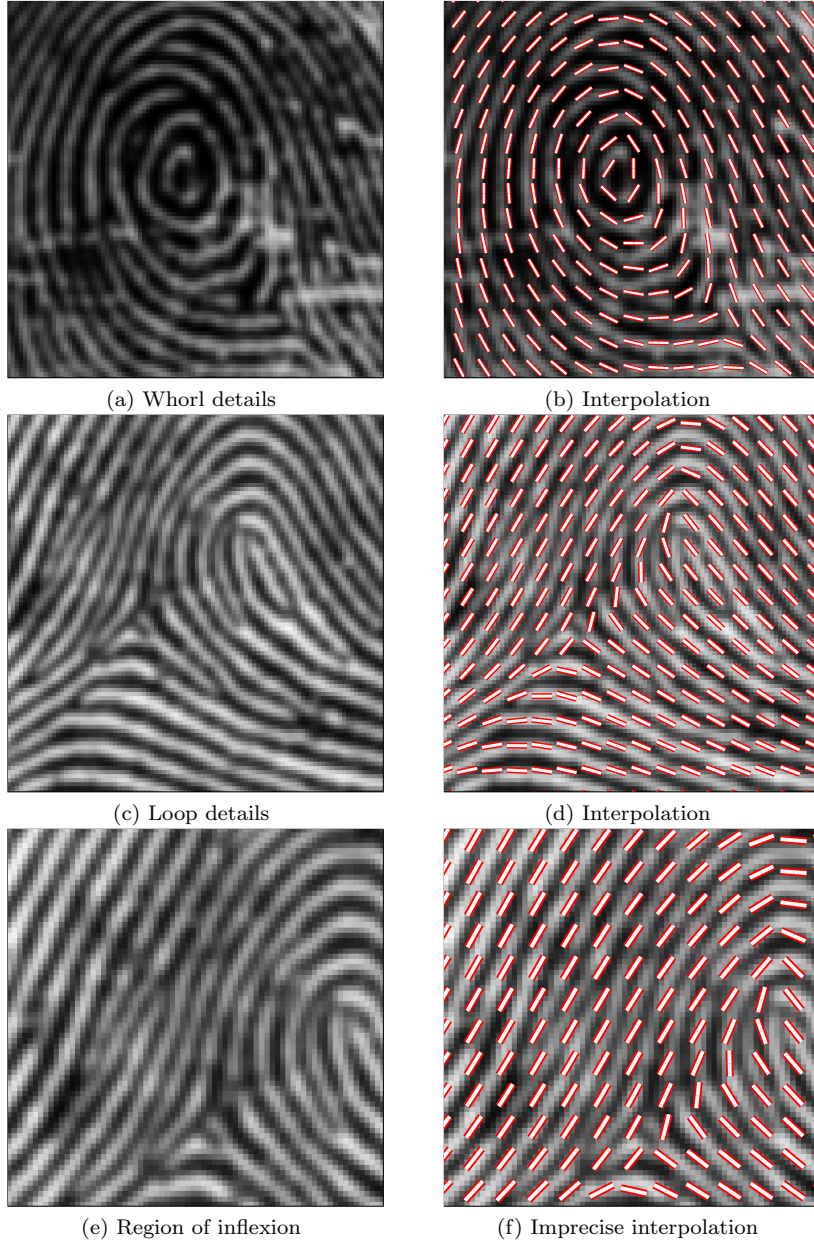 (a) Whorl details
(b) Interpolation
(c) Loop details
(d) Interpolation
(e) Region of inflexion
(f) Imprecise interpolation